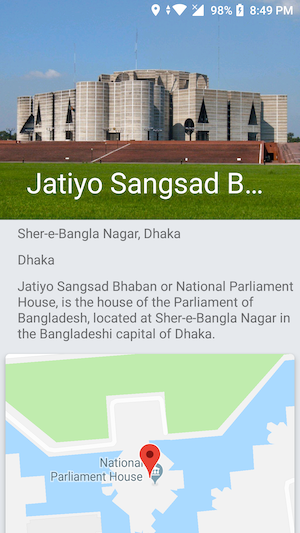 98% 8:49 PM
Jatiyo Sangsad B...
Sher-e-Bangla Nagar, Dhaka
Dhaka
Jatiyo Sangsad Bhaban or National Parliament
House, is the house of the Parliament of
Bangladesh, located at Sher-e-Bangla Nagar in
the Bangladeshi capital of Dhaka.
National
Parliament House